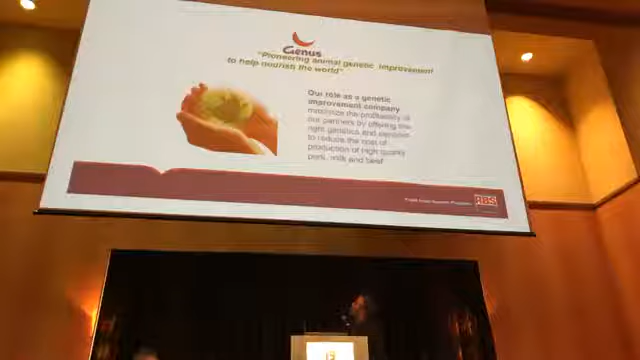 Genus
"Pioneering animal genetic improvement
to help nourish the world"
Our role as a genetic
improvement company
maximize the profitability of
our partners by offering the
right genetics and services
to reduce the cost of
production of high quality
pork, milk and beef
RBS